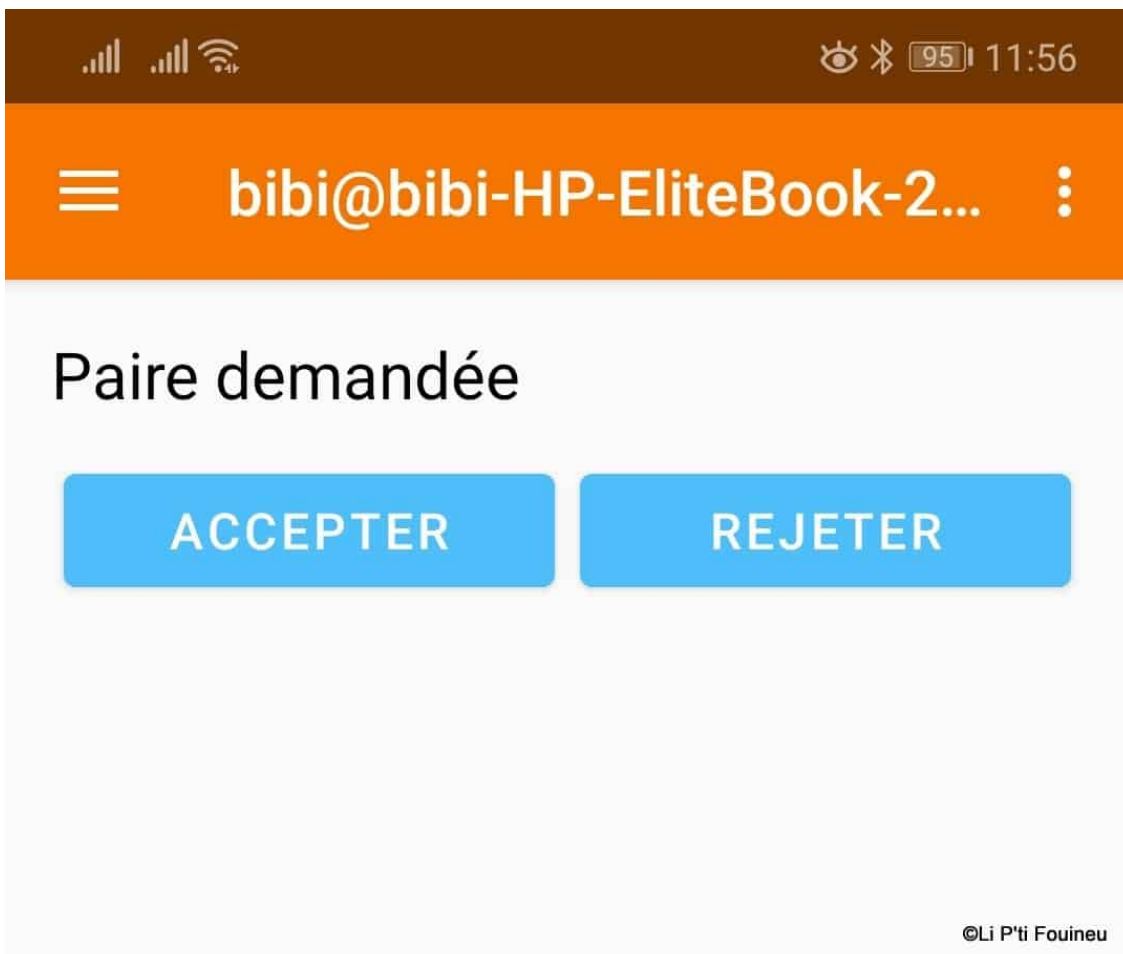 95 11:56
bibi@bibi-HP-EliteBook-2...
Paire demandée
ACCEPTER REJETER
©Li P'ti Fouineu